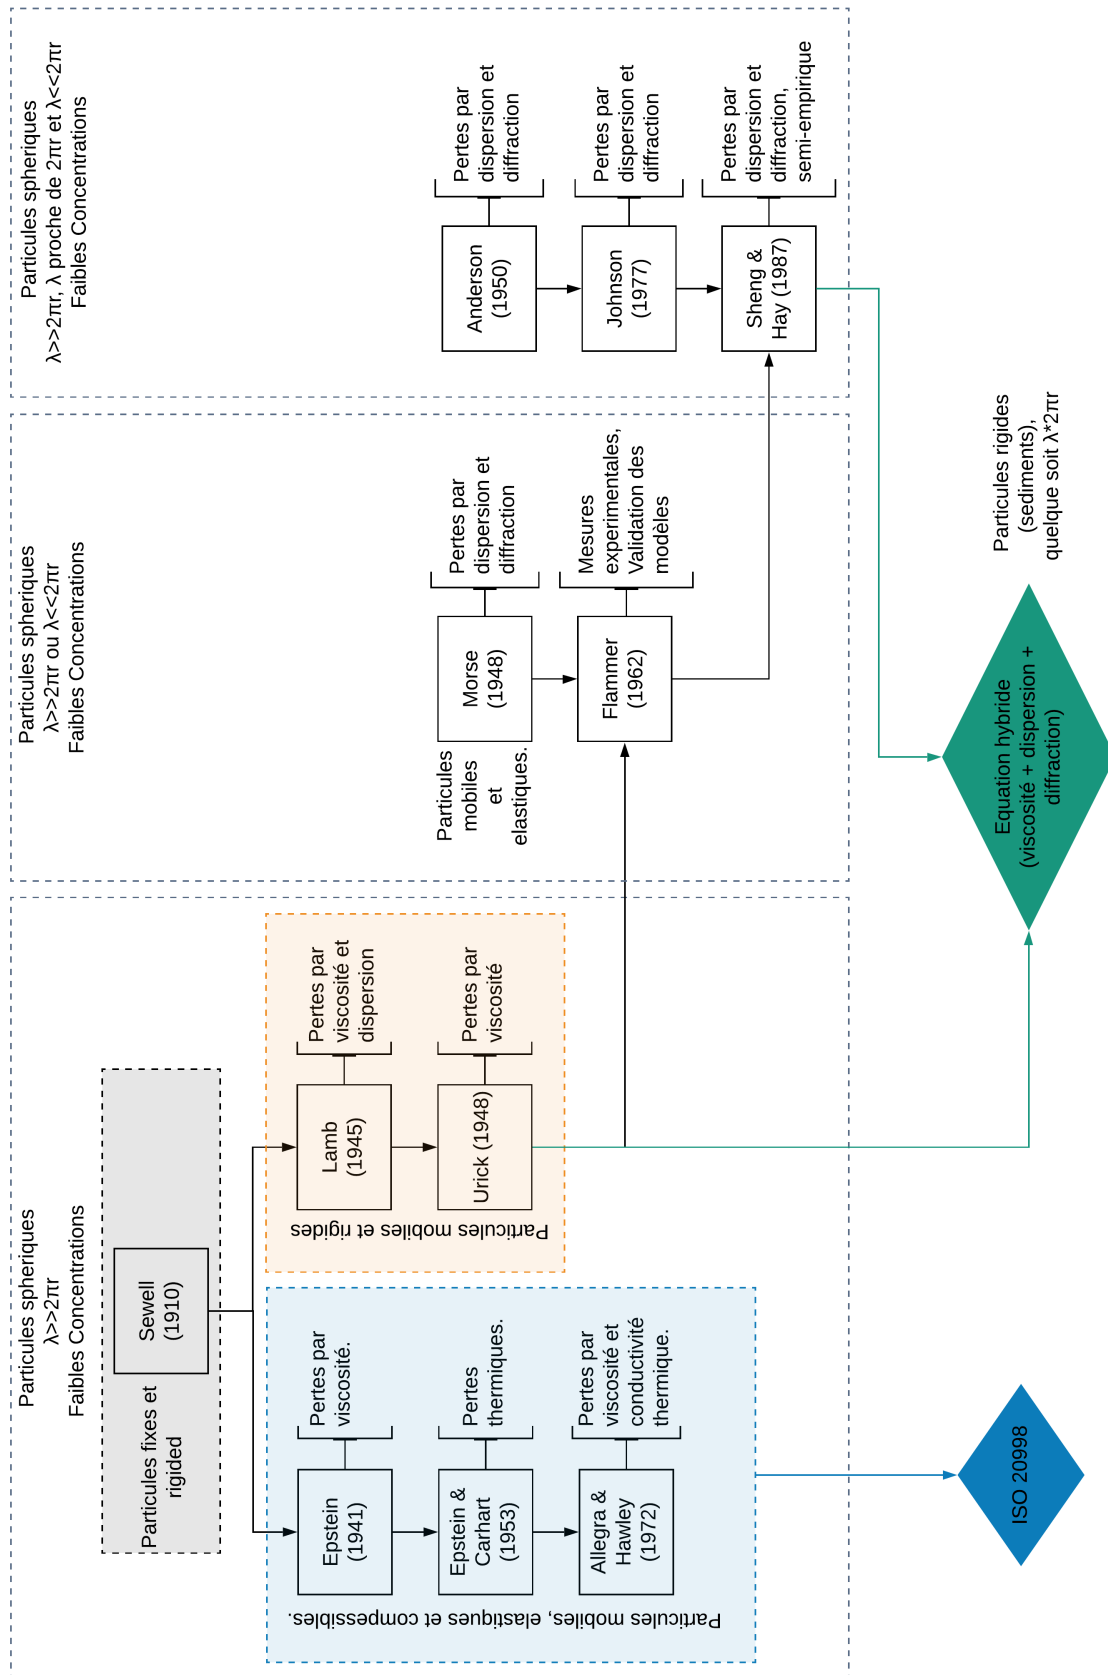 Particules spheriques
λ>>2πr
Faibles Concentrations
Particules fixes et
rigided
Sewell
(1910)
Particules mobiles, elastiques et compessibles.
Epstein
(1941)
Pertes par
viscosité.
Epstein &
Carhart
(1953)
Pertes
thermiques.
Allegra &
Hawley
(1972)
Pertes par
viscosité et
conductivité
thermique.
Particules mobiles et rigides
Lamb
(1945)
Pertes par
viscosité et
dispersion
Urick (1948)
Pertes par
viscosité
ISO 20998
Particules spheriques
λ>>2πr ou λ<<2πr
Faibles Concentrations
Particules
mobiles
et
elastiques.
Morse
(1948)
Pertes par
dispersion et
diffraction
Flammer
(1962)
Mesures
experimentales,
Validation des
modèles
Particules spheriques
λ>>2πr, λ proche de 2πr et λ<<2πr
Faibles Concentrations
Anderson
(1950)
Pertes par
dispersion et
diffraction
Johnson
(1977)
Pertes par
dispersion et
diffraction
Sheng &
Hay (1987)
Pertes par
dispersion et
diffraction,
semi-empirique
Equation hybride
(viscosité + dispersion +
diffraction)
Particules rigides
(sediments),
quelque soit λ*2πr